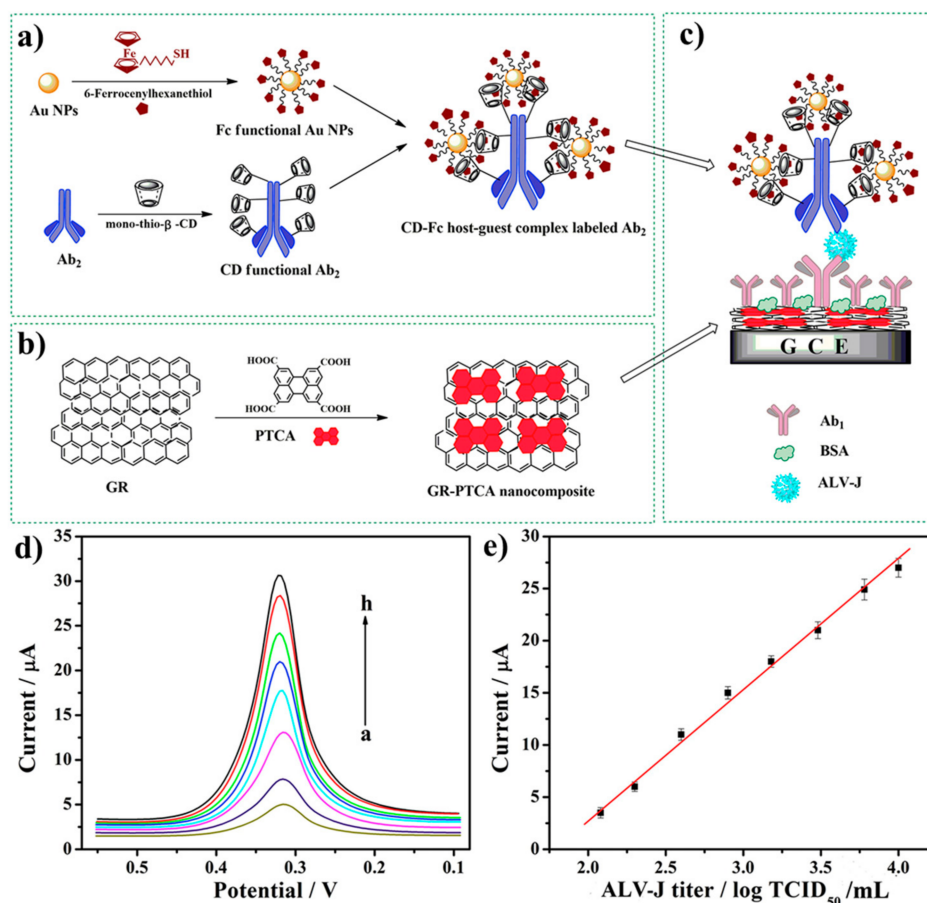 a)
Fe
SH
6-Ferrocenylhexanethiol
Au NPs
Fc functional Au NPs
mono-thio-β -CD
Ab2
CD functional Ab2
CD-Fc host-guest complex labeled Ab2
b)
HOOC
COOH
HOOC
COOH
PTCA
GR
GR-PTCA nanocomposite
c)
G C E
Ab1
BSA
ALV-J
d)
35
30
25
20
15
10
5
0
Current / μA
h
a
0.5
0.4
0.3
0.2
0.1
Potential / V
e)
30
25
20
15
10
5
0
Current / μA
2.0
2.5
3.0
3.5
4.0
ALV-J titer / log TCID50 /mL